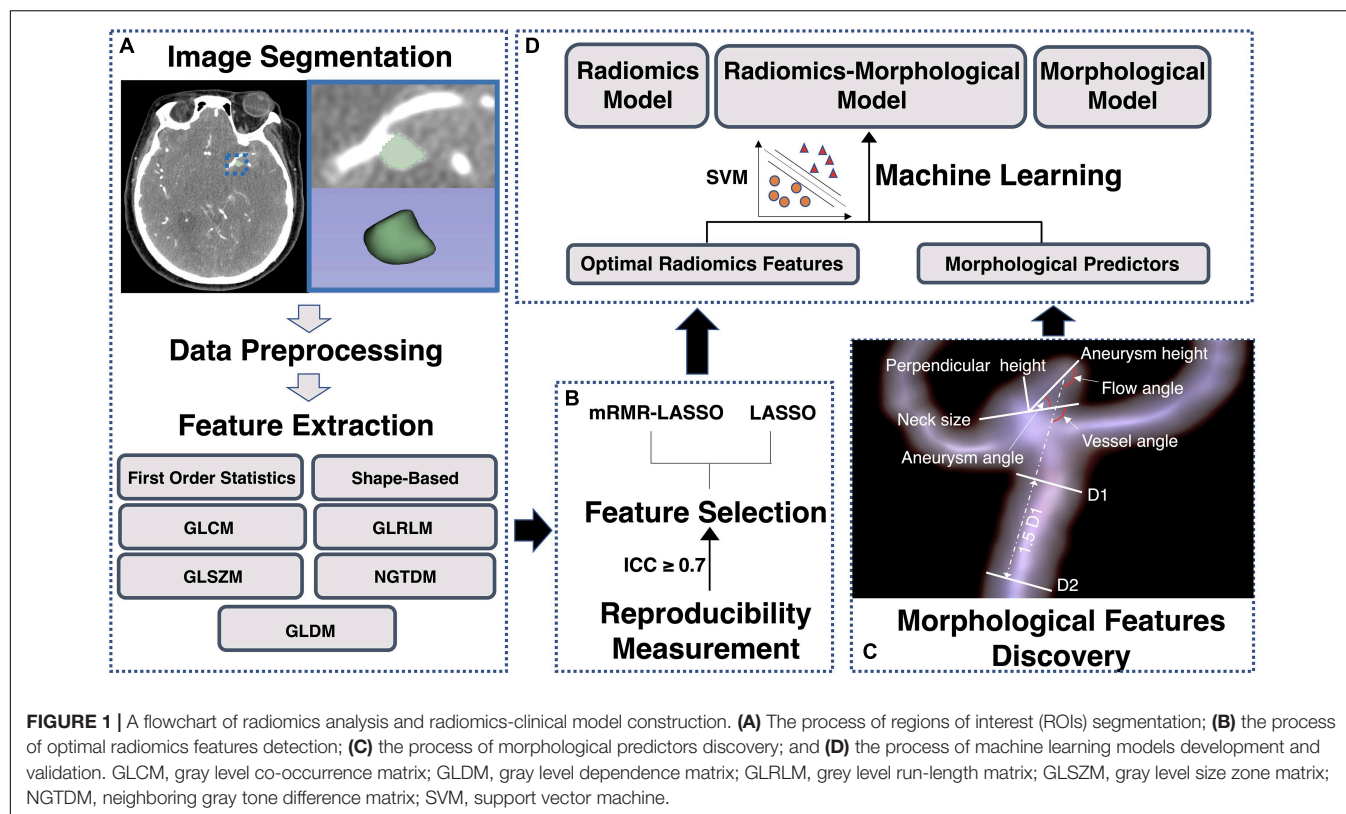 A
Image Segmentation
Data Preprocessing
Feature Extraction
First Order Statistics
Shape-Based
GLCM
GLRLM
GLSZM
NGTDM
GLDM
B
mRMR-LASSO
LASSO
Feature Selection
ICC ≥ 0.7
Reproducibility
Measurement
Perpendicular height
Aneurysm height
Flow angle
Neck size
Vessel angle
Aneurysm angle
D1
1.5 D1
D2
Morphological Features
Discovery
C
D
Radiomics
Model
Radiomics-Morphological
Model
Morphological
Model
SVM
Machine Learning
Optimal Radiomics Features
Morphological Predictors
FIGURE 1 | A flowchart of radiomics analysis and radiomics-clinical model construction. (A) The process of regions of interest (ROIs) segmentation; (B) the process
of optimal radiomics features detection; (C) the process of morphological predictors discovery; and (D) the process of machine learning models development and
validation. GLCM, gray level co-occurrence matrix; GLDM, gray level dependence matrix; GLRLM, grey level run-length matrix; GLSZM, gray level size zone matrix;
NGTDM, neighboring gray tone difference matrix; SVM, support vector machine.